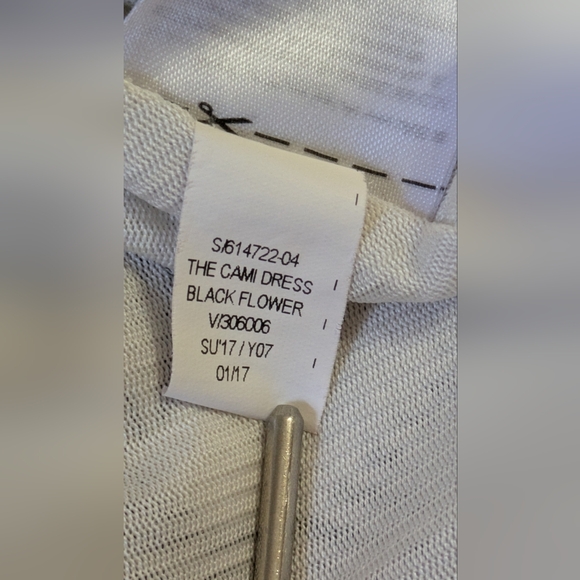 S/614722-04
THE CAMI DRESS
BLACK FLOWER
V/306006
SU'17 / Y07
01/17